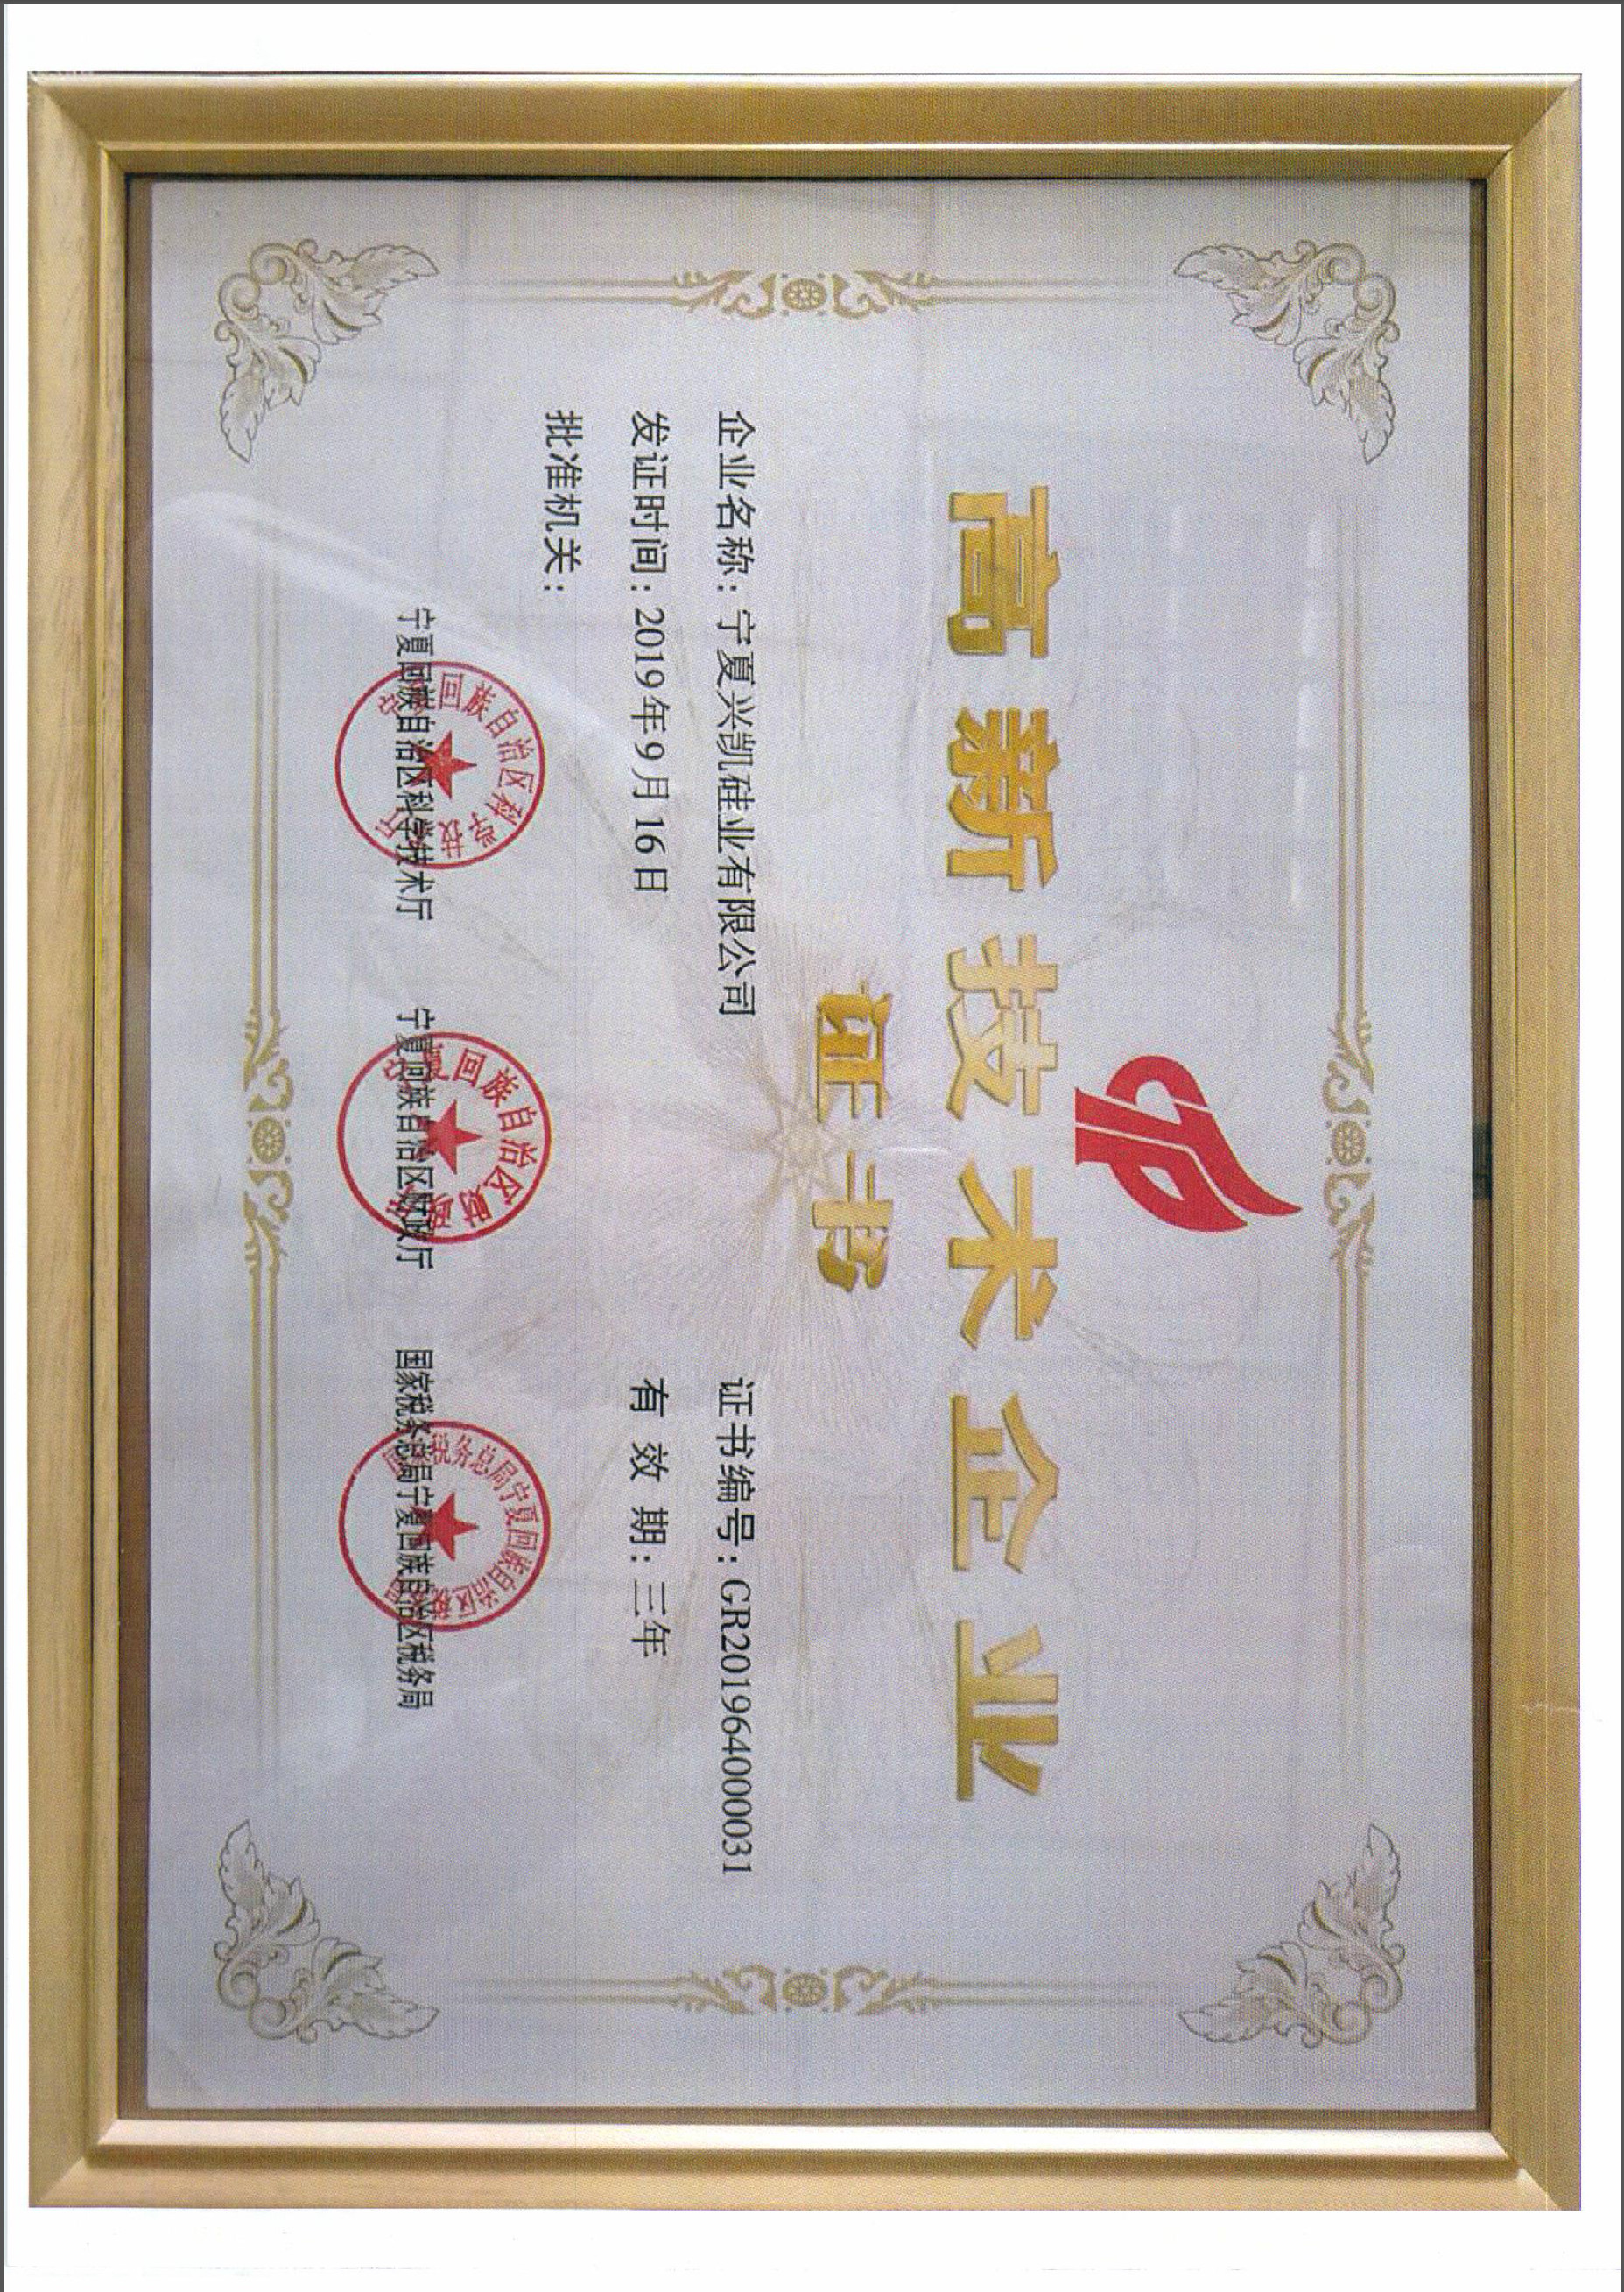 高新技术企业
证书
企业名称：宁夏兴凯硅业有限公司
证书编号：GR201964000031
发证时间：2019年9月16日
有效期：三年
批准机关：
宁夏回族自治区科学技术厅
宁夏回族自治区财政厅
国家税务总局宁夏回族自治区税务局